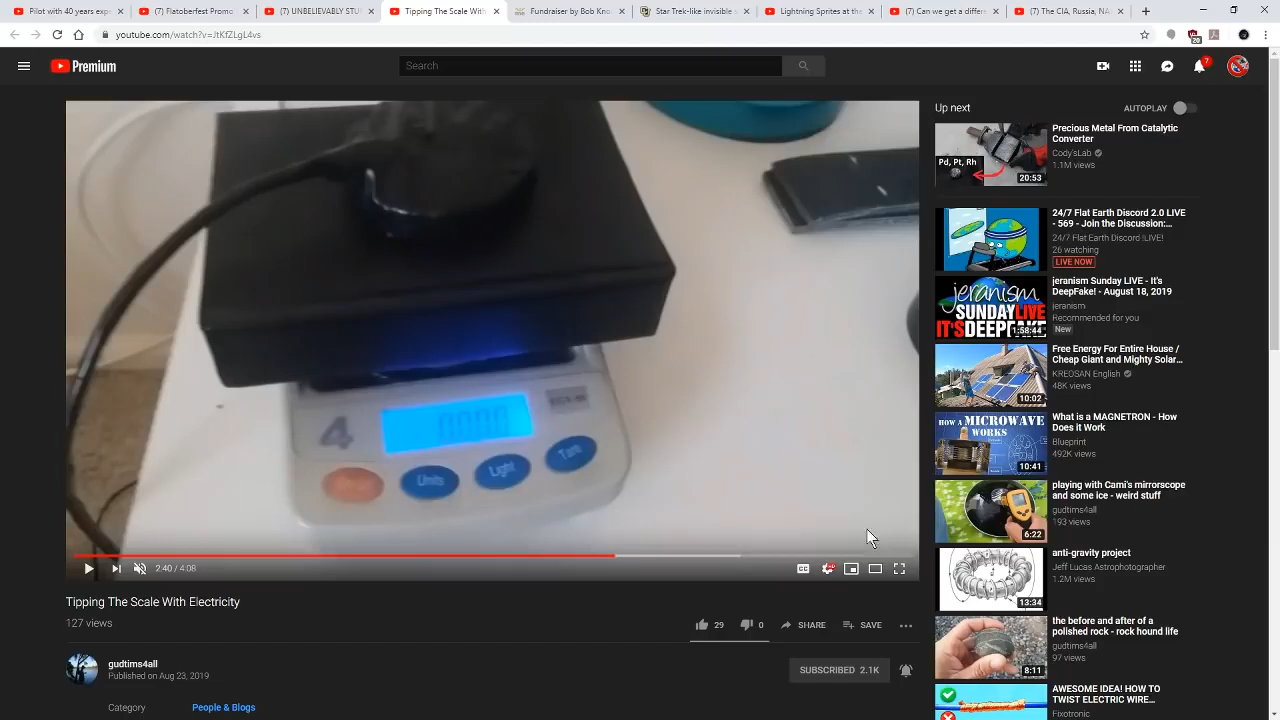 Pilot with 40 years exp
(7) Flatoberfest Promo
(7) UNBELIEVABLY STU
Tipping The Scale With
Fundraiser by Bob Kno
Star Trek-like invisible s
Lightning Sprites at the
(7) Can we get a differe
(7) The CIA, Russia, NA
youtube.com/watch?v=JtKfZLgL4vs
20
Premium
Search
7
Units
Light
Tare
2:40 / 4:08
CC
HD
Up next
AUTOPLAY
Precious Metal From Catalytic
Converter
Cody'sLab
1.1M views
Pd, Pt, Rh
20:53
24/7 Flat Earth Discord 2.0 LIVE
- 569 - Join the Discussion:...
24/7 Flat Earth Discord !LIVE!
26 watching
LIVE NOW
jeranism Sunday LIVE - It's
DeepFake! - August 18, 2019
jeranism
Recommended for you
New
jeranism
SUNDAY LIVE
IT'S DEEPFAKE
1:58:44
Free Energy For Entire House /
Cheap Giant and Mighty Solar...
KREOSAN English
48K views
10:02
What is a MAGNETRON - How
Does it Work
Blueprint
492K views
HOW A MICROWAVE
WORKS
10:41
playing with Cami's mirrorscope
and some ice - weird stuff
gudtims4all
193 views
6:22
anti-gravity project
Jeff Lucas Astrophotographer
1.2M views
13:34
the before and after of a
polished rock - rock hound life
gudtims4all
97 views
8:11
AWESOME IDEA! HOW TO
TWIST ELECTRIC WIRE...
Fixotronic
Tipping The Scale With Electricity
127 views
29
0
SHARE
SAVE
gudtims4all
Published on Aug 23, 2019
SUBSCRIBED 2.1K
Category
People & Blogs